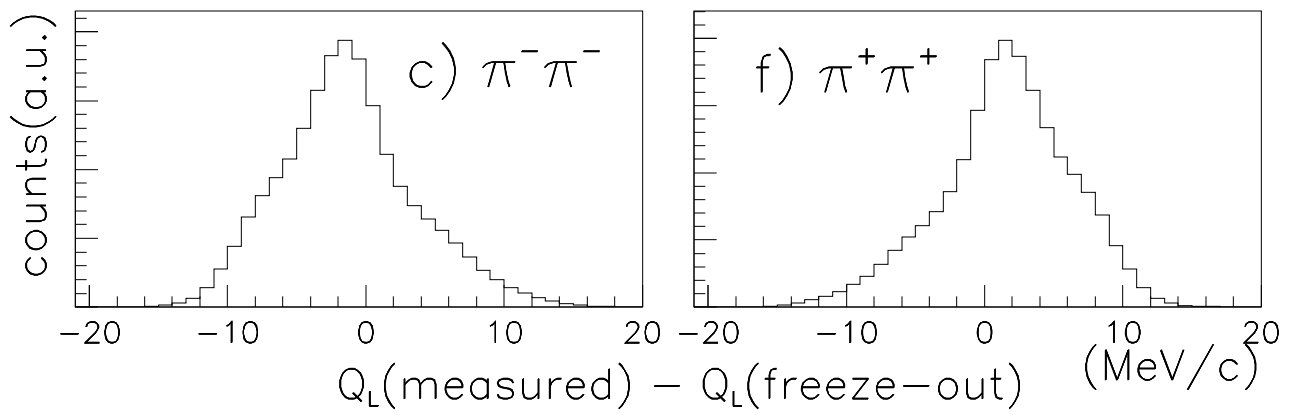 counts(a.u.)
c) π⁻π⁻
f) π⁺π⁺
−20 −10 0 10 20
−20 −10 0 10 20
(MeV/c)
Q_L(measured) − Q_L(freeze−out)